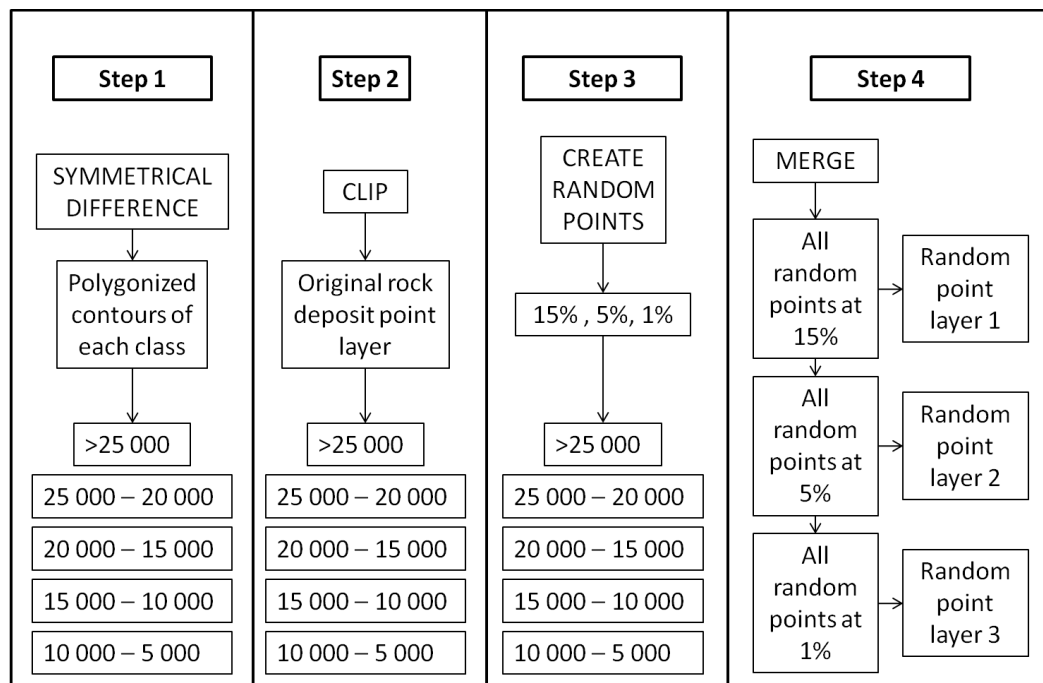 Step 1
SYMMETRICAL
DIFFERENCE
Polygonized
contours of
each class
>25 000
25 000 – 20 000
20 000 – 15 000
15 000 – 10 000
10 000 – 5 000
Step 2
CLIP
Original rock
deposit point
layer
>25 000
25 000 – 20 000
20 000 – 15 000
15 000 – 10 000
10 000 – 5 000
Step 3
CREATE
RANDOM
POINTS
15% , 5%, 1%
>25 000
25 000 – 20 000
20 000 – 15 000
15 000 – 10 000
10 000 – 5 000
Step 4
MERGE
All
random
points at
15%
Random
point
layer 1
All
random
points at
5%
Random
point
layer 2
All
random
points at
1%
Random
point
layer 3